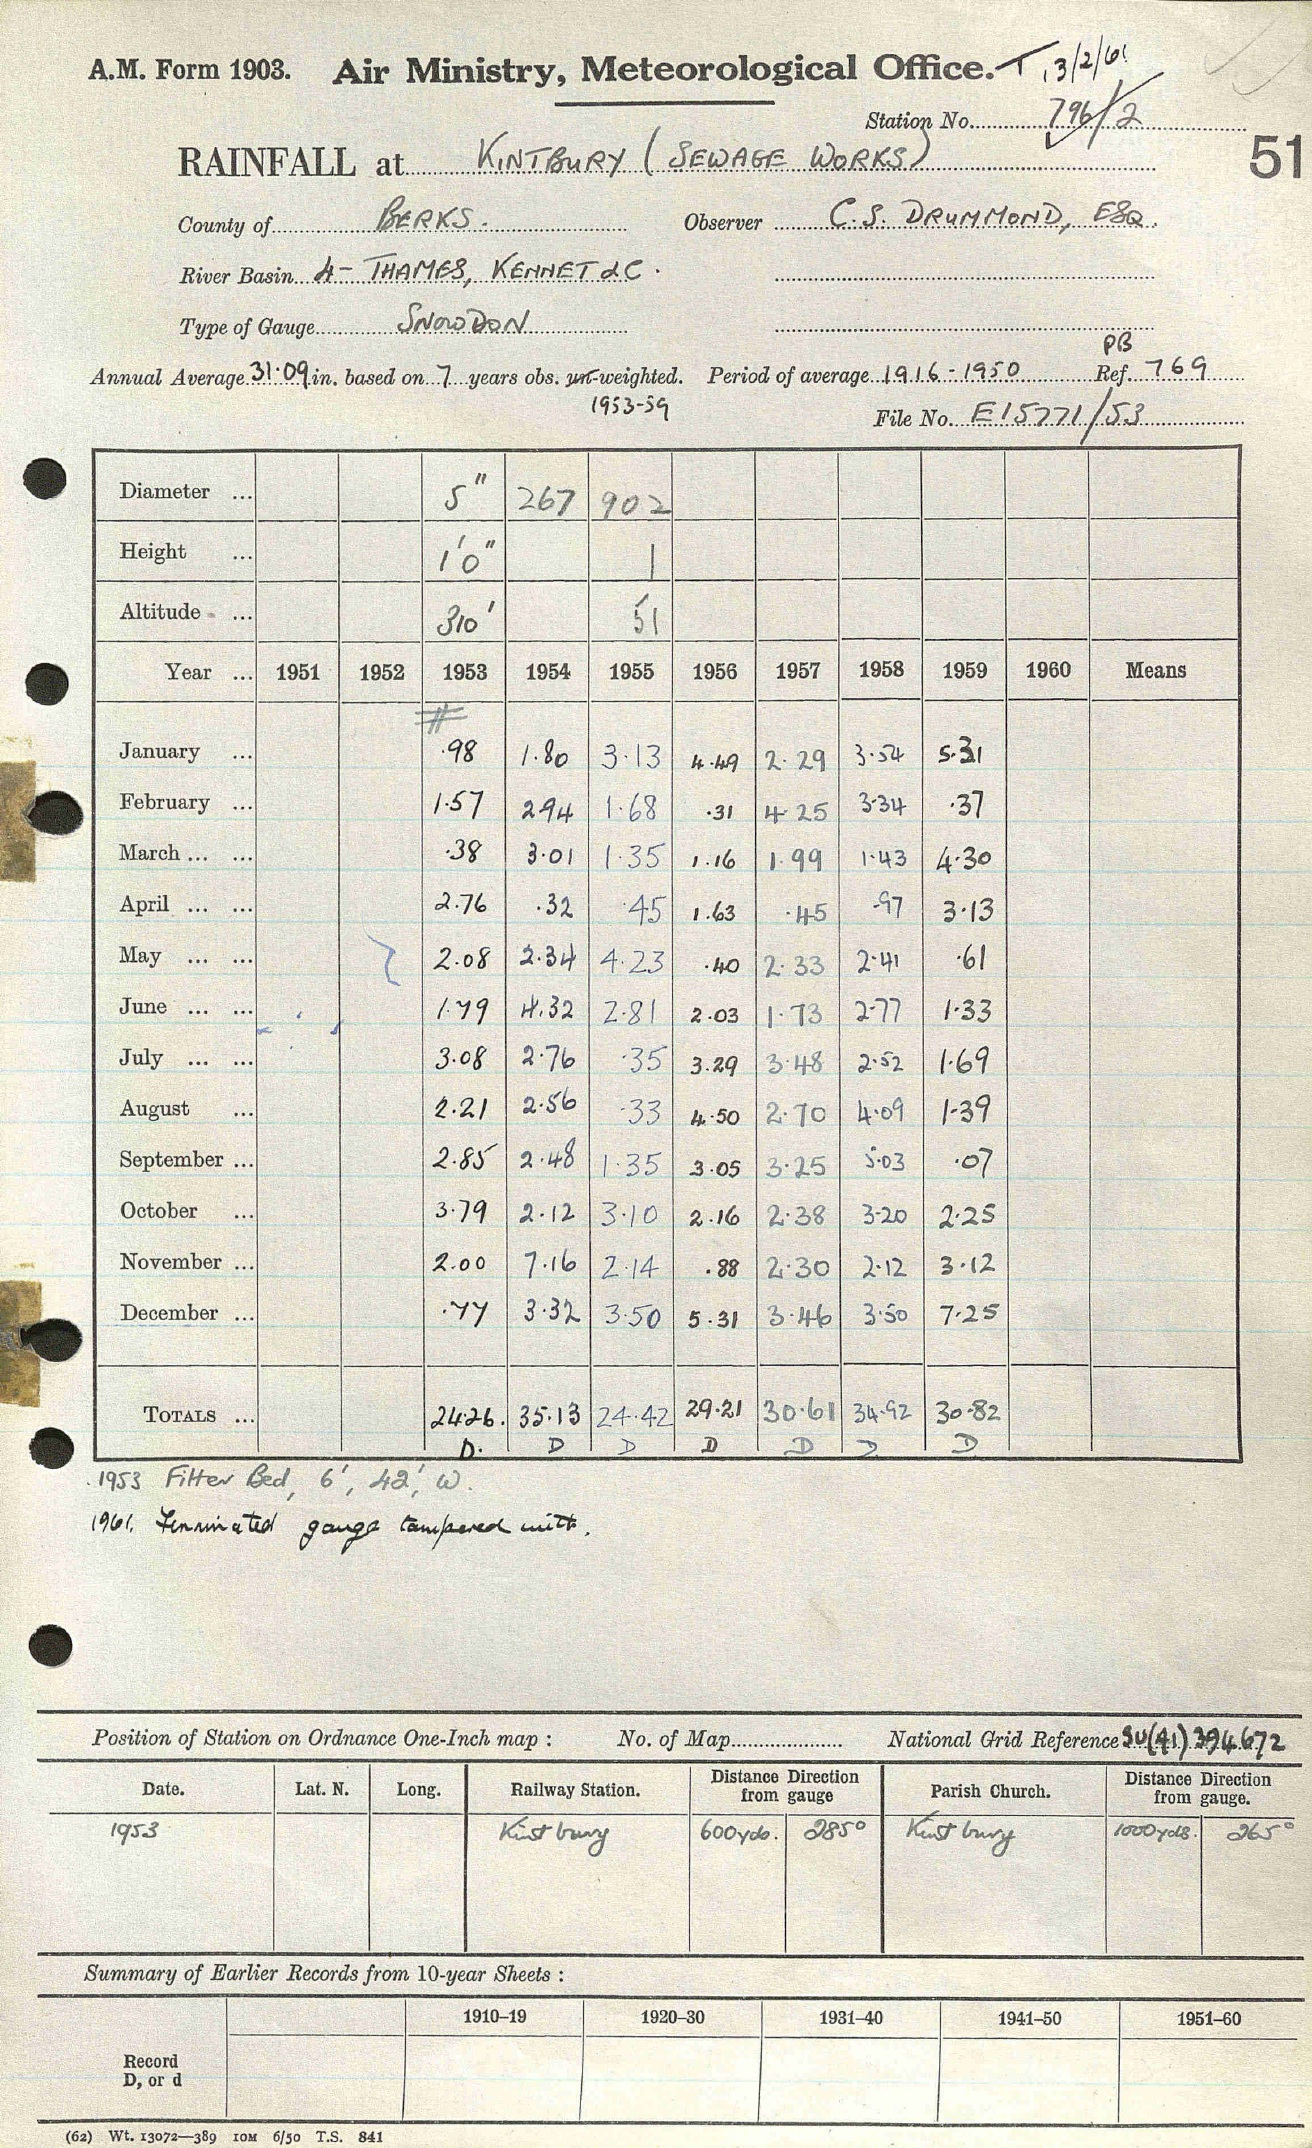 A.M. Form 1903. Air Ministry, Meteorological Office. T 13/2/61
Station No. 796/2
RAINFALL at KINTBURY (SEWAGE WORKS) 51
County of BERKS. Observer C.S. DRUMMOND, ESQ.
River Basin 4- THAMES, KENNET & C.
Type of Gauge SNOWDON
Annual Average 31.09 in. based on 7 years obs. un-weighted. Period of average 1916-1950 PB Ref. 769
1953-59
File No. E15771/53
Diameter ... 5" 267 902
Height ... 1'0" 1
Altitude ... 310' 51
Year ... 1951 1952 1953 1954 1955 1956 1957 1958 1959 1960 Means
January ... .98 1.80 3.13 4.49 2.29 3.54 5.31
February ... 1.57 2.94 1.68 .31 4.25 3.34 .37
March ... ... .38 3.01 1.35 1.16 1.99 1.43 4.30
April ... ... 2.76 .32 .45 1.63 .45 .97 3.13
May ... ... 2.08 2.34 4.23 .40 2.33 2.41 .61
June ... ... 1.79 4.32 2.81 2.03 1.73 2.77 1.33
July ... ... 3.08 2.76 .35 3.29 3.48 2.52 1.69
August ... 2.21 2.56 .33 4.50 2.70 4.09 1.39
September ... 2.85 2.48 1.35 3.05 3.25 5.03 .07
October ... 3.79 2.12 3.10 2.16 2.38 3.20 2.25
November ... 2.00 7.16 2.14 .88 2.30 2.12 3.12
December ... .77 3.32 3.50 5.31 3.46 3.50 7.25
TOTALS ... 24.26. 35.13 24.42 29.21 30.61 34.92 30.82
D. D D D D D D
1953 Filter Bed, 6', 42', W.
1961. Terminated gauge tampered with.
Position of Station on Ordnance One-Inch map : No. of Map National Grid Reference SU(41) 394672
Date. Lat. N. Long. Railway Station. Distance Direction from gauge Parish Church. Distance Direction from gauge.
1953 Kintbury 600yds. 285° Kintbury 1000yds. 265°
Summary of Earlier Records from 10-year Sheets :
1910-19 1920-30 1931-40 1941-50 1951-60
Record
D, or d
(62) Wt. 13072—389 10M 6/50 T.S. 841